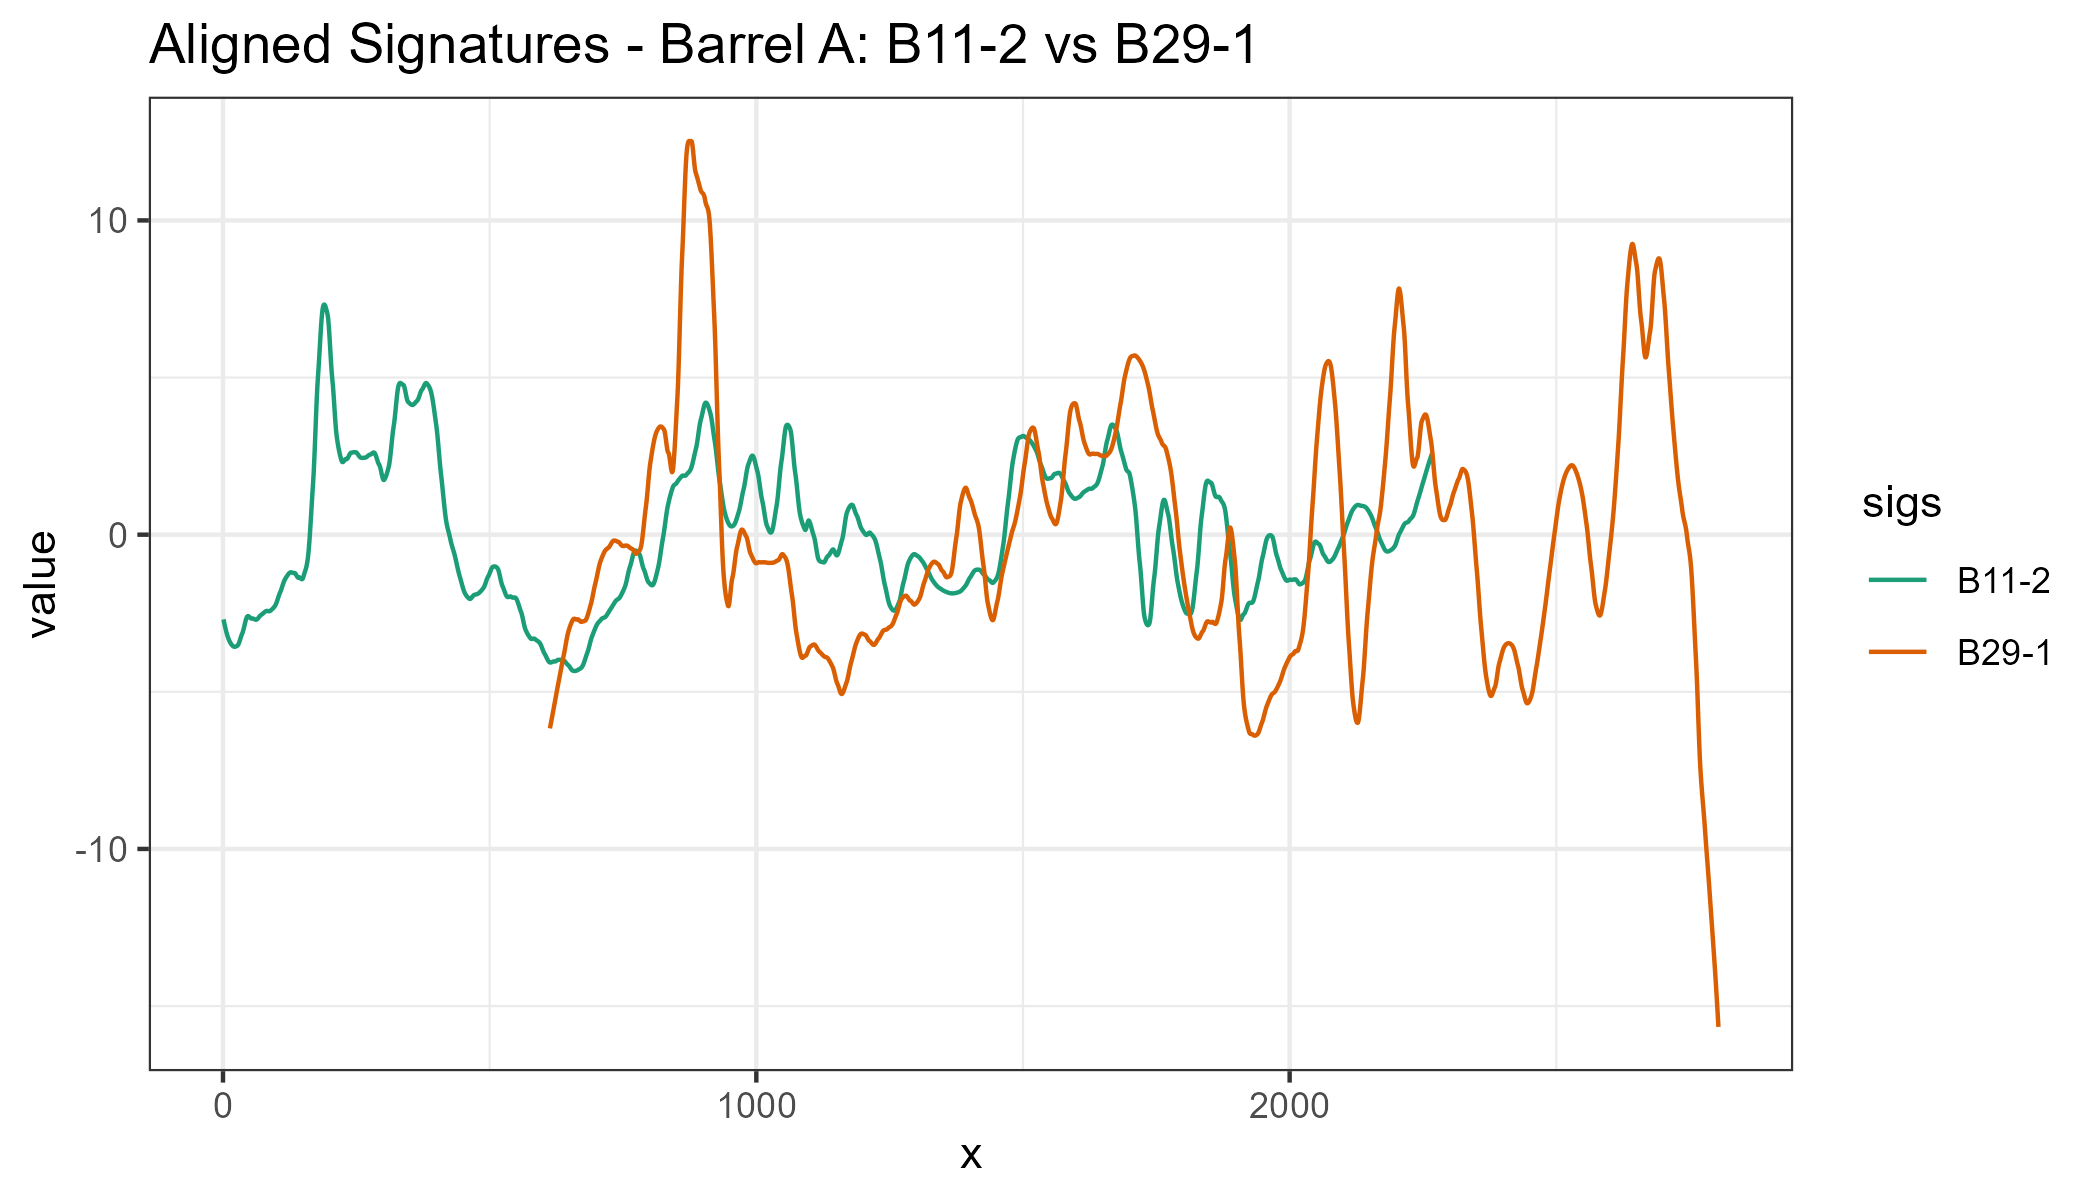 Aligned Signatures - Barrel A: B11-2 vs B29-1
value
10
0
-10
0
1000
2000
x
sigs
B11-2
B29-1